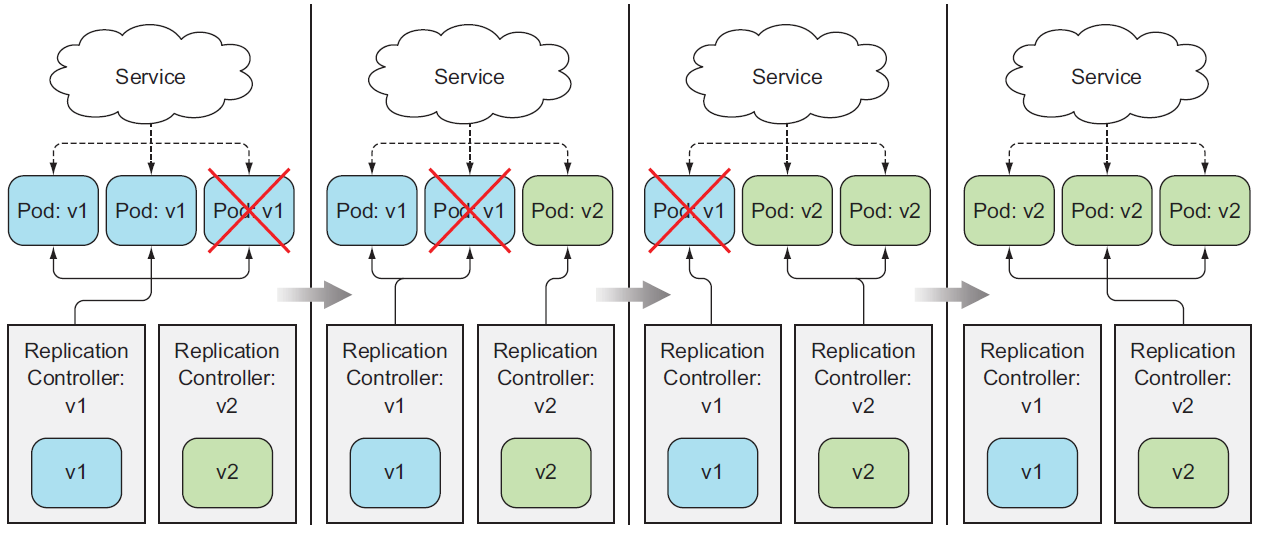 Service
Pod: v1
Pod: v1
Pod: v1
Replication
Controller:
v1
v1
Replication
Controller:
v2
v2
Service
Pod: v1
Pod: v1
Pod: v2
Replication
Controller:
v1
v1
Replication
Controller:
v2
v2
Service
Pod: v1
Pod: v2
Pod: v2
Replication
Controller:
v1
v1
Replication
Controller:
v2
v2
Service
Pod: v2
Pod: v2
Pod: v2
Replication
Controller:
v1
v1
Replication
Controller:
v2
v2